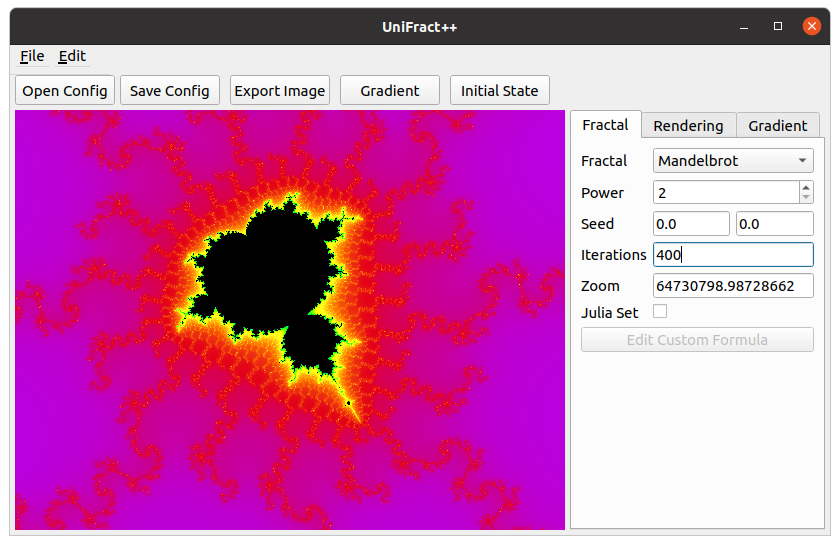 UniFract++
File Edit
Open Config Save Config Export Image Gradient Initial State
Fractal Rendering Gradient
Fractal Mandelbrot
Power 2
Seed 0.0 0.0
Iterations 400
Zoom 64730798.98728662
Julia Set
Edit Custom Formula